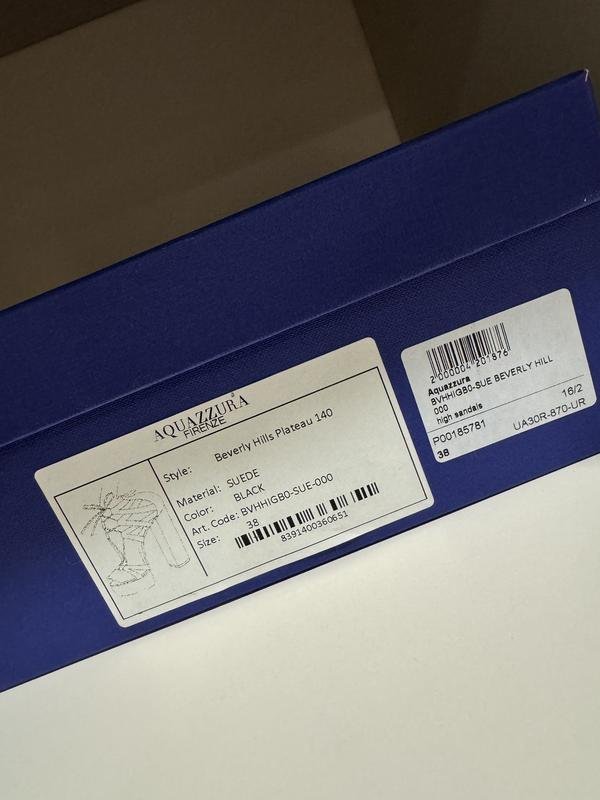 AQUAZZURA
FIRENZE
Style: Beverly Hills Plateau 140
Material: SUEDE
Color: BLACK
Art. Code: BVHHIGB0-SUE-000
Size: 38
8391400360651
2000004201876
Aquazzura
BVHHIGB0-SUE BEVERLY HILL
000
high sandals 16/2
P00185781 UA30R-870-UR
38